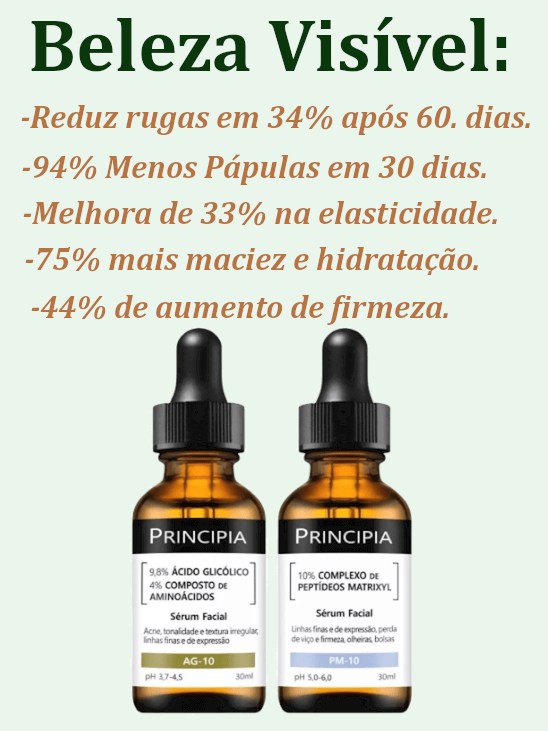 Beleza Visível:
-Reduz rugas em 34% após 60. dias.
-94% Menos Pápulas em 30 dias.
-Melhora de 33% na elasticidade.
-75% mais maciez e hidratação.
-44% de aumento de firmeza.
PRINCIPIA
9,8% ÁCIDO GLICÓLICO
4% COMPOSTO DE
AMINOÁCIDOS
Sérum Facial
Acne, tonalidade e textura irregular,
linhas finas e de expressão
AG-10
pH 3,7-4,5 30ml
PRINCIPIA
10% COMPLEXO DE
PEPTÍDEOS MATRIXYL
Sérum Facial
Linhas finas e de expressão, perda
de viço e firmeza, olheiras, bolsas
PM-10
pH 5,0-6,0 30ml